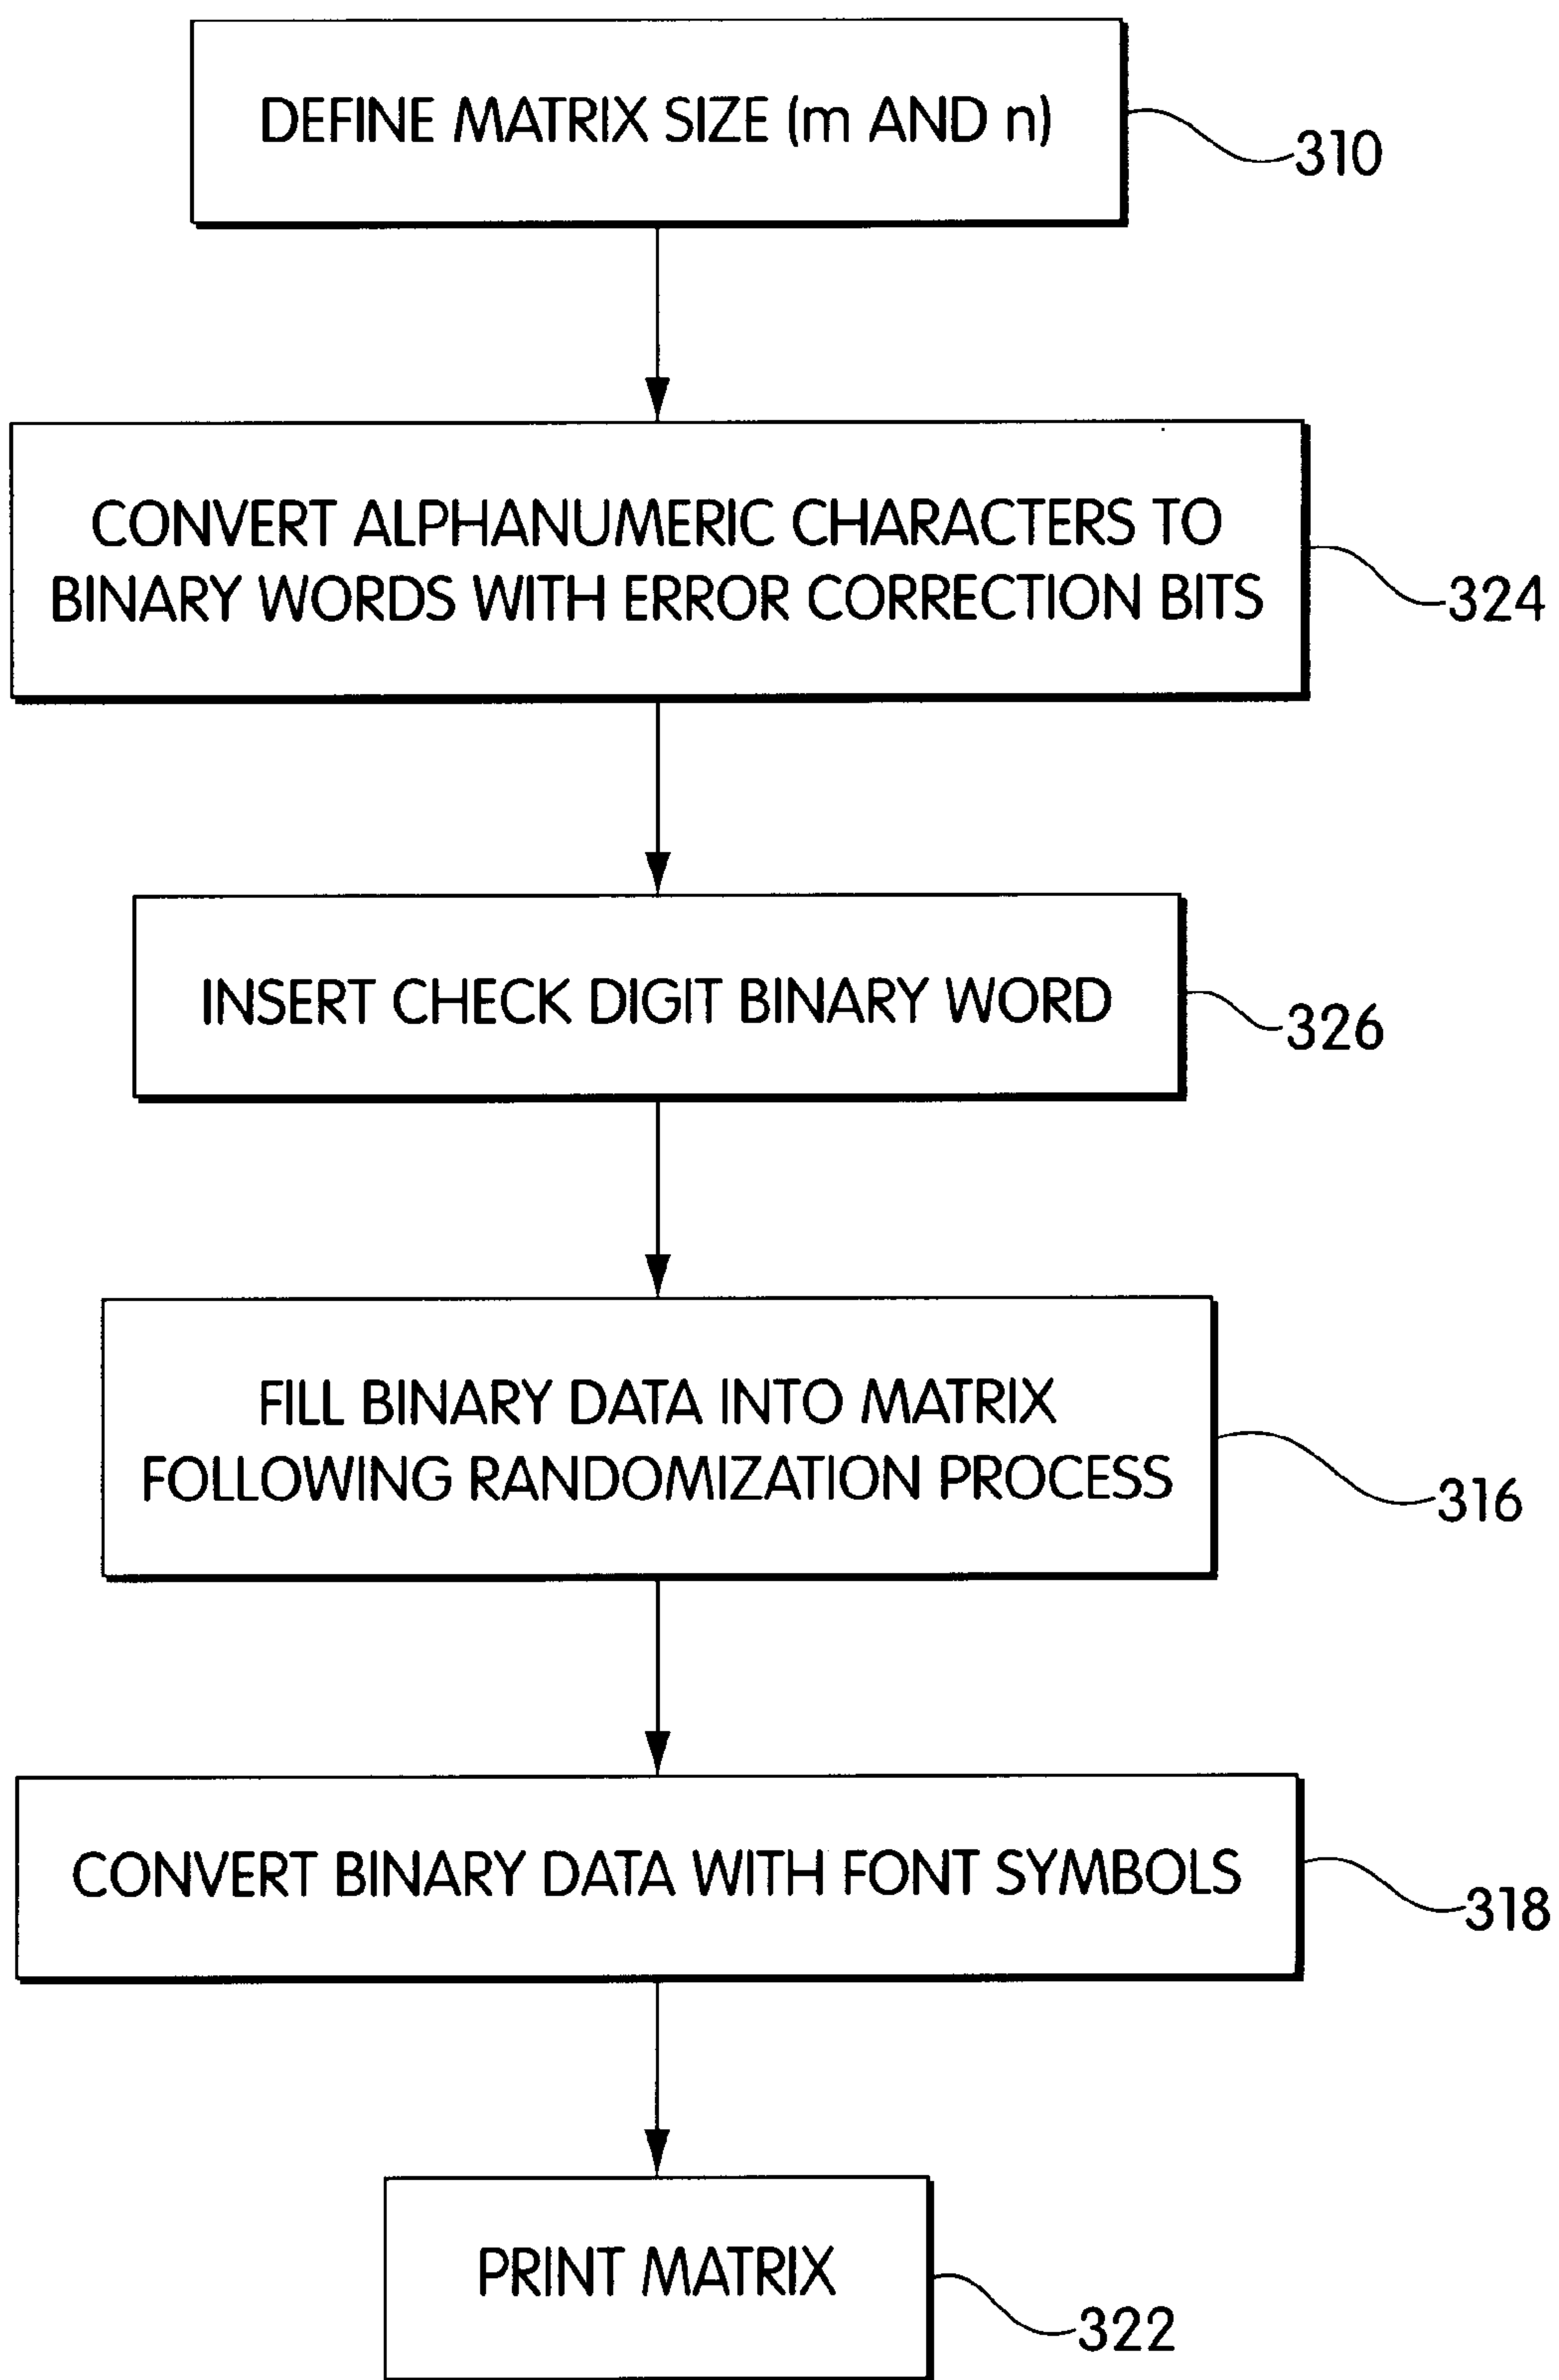 DEFINE MATRIX SIZE (m AND n)
310
CONVERT ALPHANUMERIC CHARACTERS TO
BINARY WORDS WITH ERROR CORRECTION BITS
324
INSERT CHECK DIGIT BINARY WORD
326
FILL BINARY DATA INTO MATRIX
FOLLOWING RANDOMIZATION PROCESS
316
CONVERT BINARY DATA WITH FONT SYMBOLS
318
PRINT MATRIX
322